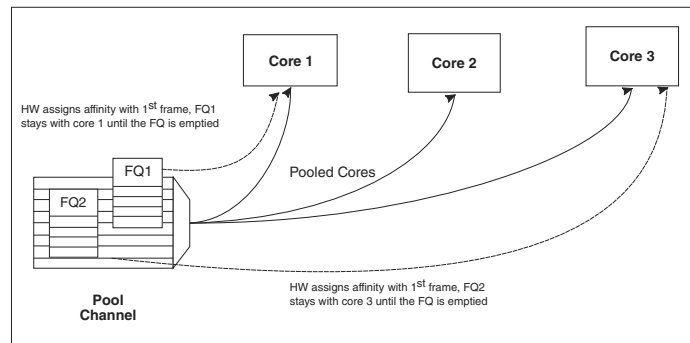 Core 1
Core 2
Core 3
HW assigns affinity with 1st frame, FQ1
stays with core 1 until the FQ is emptied
FQ1
Pooled Cores
FQ2
HW assigns affinity with 1st frame, FQ2
stays with core 3 until the FQ is emptied
Pool
Channel